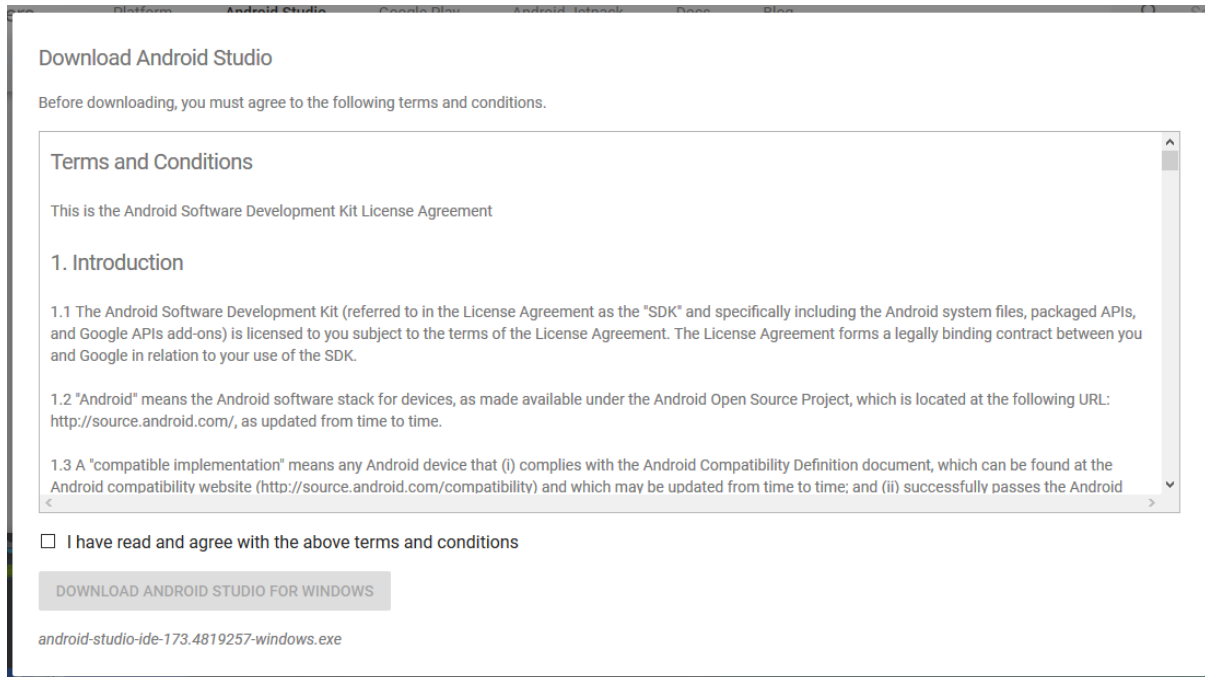 Platform Android Studio Google Play Android Jetpack Docs Blog
Download Android Studio
Before downloading, you must agree to the following terms and conditions.
Terms and Conditions
This is the Android Software Development Kit License Agreement
1. Introduction
1.1 The Android Software Development Kit (referred to in the License Agreement as the "SDK" and specifically including the Android system files, packaged APIs,
and Google APIs add-ons) is licensed to you subject to the terms of the License Agreement. The License Agreement forms a legally binding contract between you
and Google in relation to your use of the SDK.
1.2 "Android" means the Android software stack for devices, as made available under the Android Open Source Project, which is located at the following URL:
http://source.android.com/, as updated from time to time.
1.3 A "compatible implementation" means any Android device that (i) complies with the Android Compatibility Definition document, which can be found at the
Android compatibility website (http://source.android.com/compatibility) and which may be updated from time to time; and (ii) successfully passes the Android
I have read and agree with the above terms and conditions
DOWNLOAD ANDROID STUDIO FOR WINDOWS
android-studio-ide-173.4819257-windows.exe